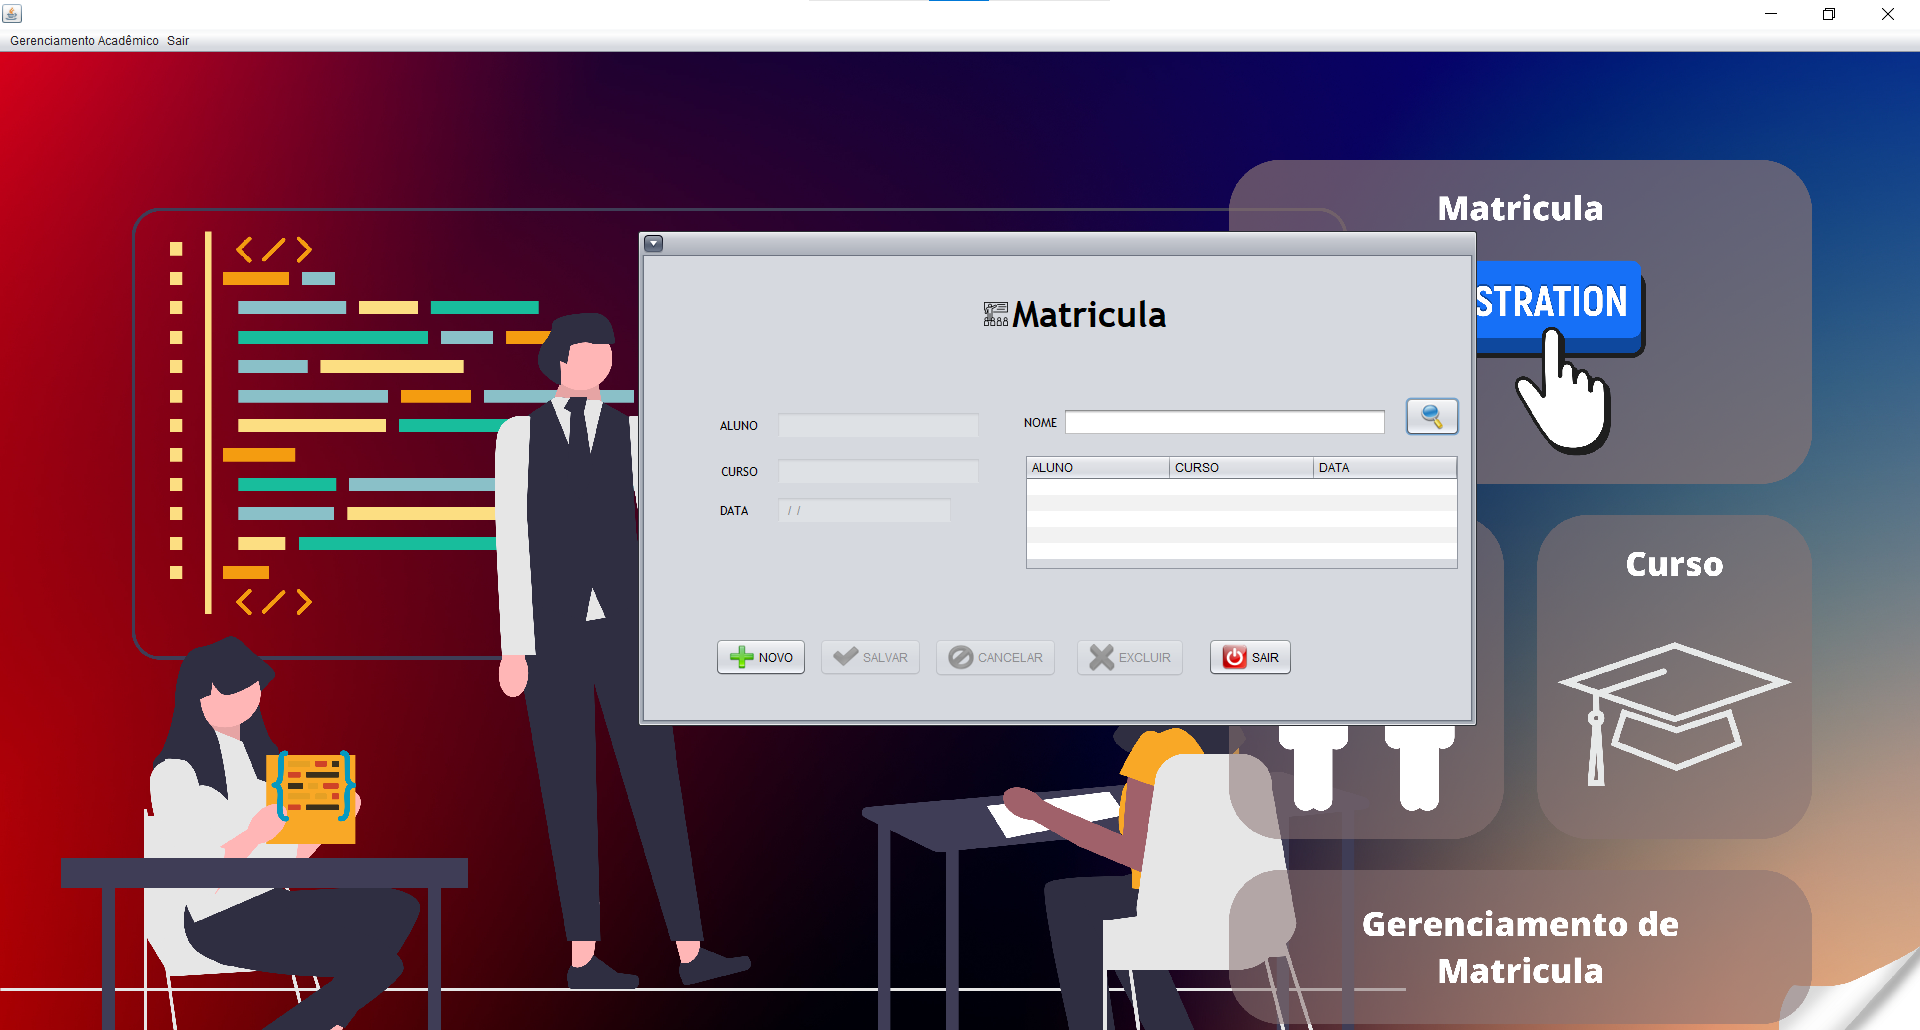 Gerenciamento Acadêmico Sair
Matricula
STRATION
Matricula
ALUNO
CURSO
DATA / /
NOME
ALUNO CURSO DATA
NOVO SALVAR CANCELAR EXCLUIR SAIR
Curso
Gerenciamento de
Matricula